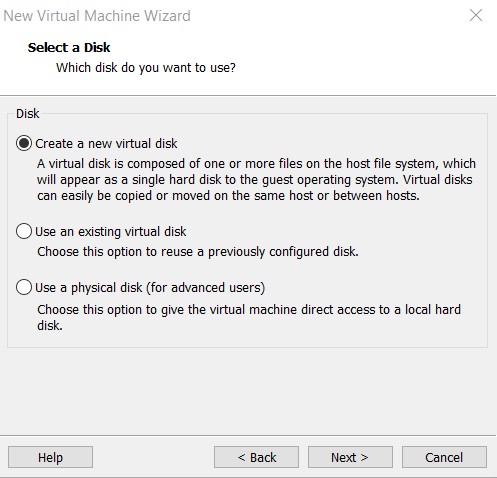 New Virtual Machine Wizard
Select a Disk
Which disk do you want to use?
Disk
Create a new virtual disk
A virtual disk is composed of one or more files on the host file system, which
will appear as a single hard disk to the guest operating system. Virtual disks
can easily be copied or moved on the same host or between hosts.
Use an existing virtual disk
Choose this option to reuse a previously configured disk.
Use a physical disk (for advanced users)
Choose this option to give the virtual machine direct access to a local hard
disk.
Help
< Back
Next >
Cancel